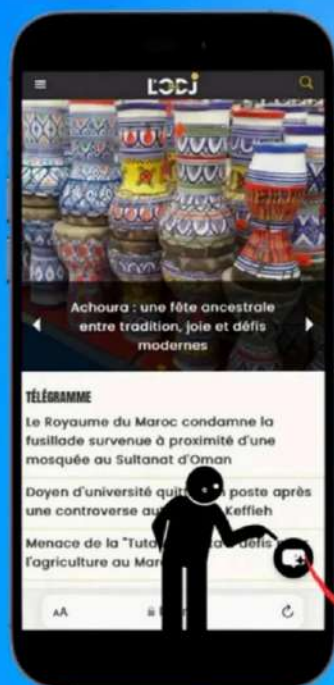 L'ODJ
Achoura : une fête ancestrale
entre tradition, joie et défis
modernes
TÉLÉGRAMME
Le Royaume du Maroc condamne la
fusillade survenue à proximité d'une
mosquée au Sultanat d'Oman
Doyen d'université poste après
une controverse Keffieh
Menace de la "Tuta défis
l'agriculture au
AA